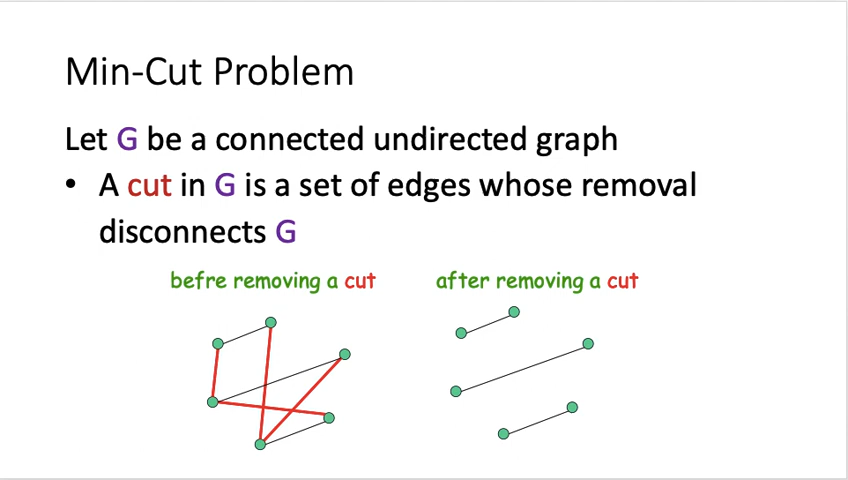 Min-Cut Problem
Let G be a connected undirected graph
• A cut in G is a set of edges whose removal
disconnects G
befre removing a cut
after removing a cut